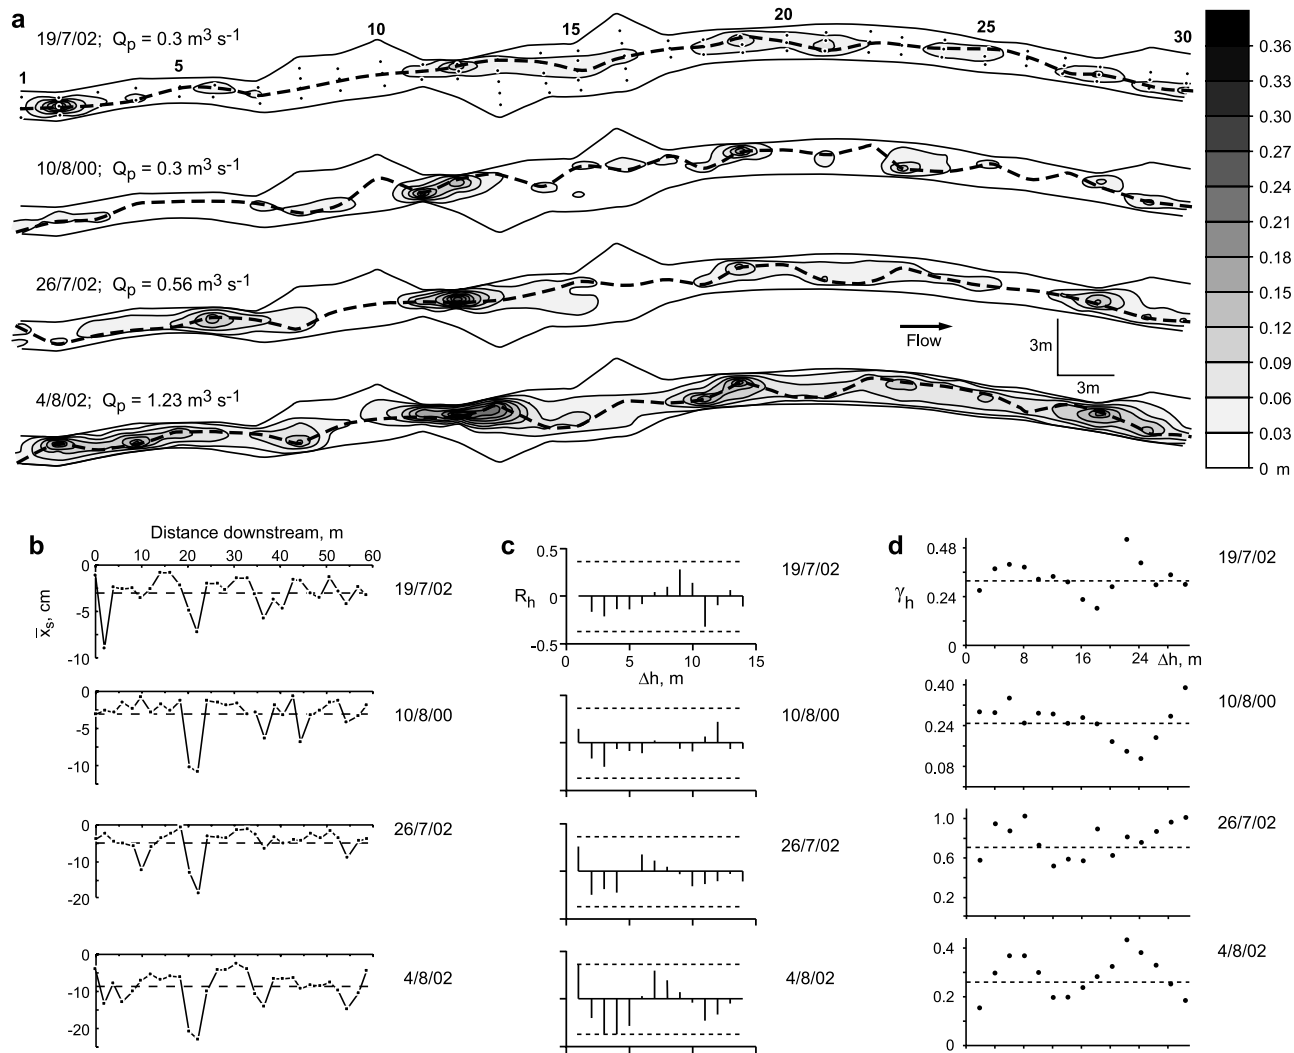 a
19/7/02; Qp = 0.3 m³ s⁻¹
1 5 10 15 20 25 30
10/8/00; Qp = 0.3 m³ s⁻¹
26/7/02; Qp = 0.56 m³ s⁻¹
4/8/02; Qp = 1.23 m³ s⁻¹
Flow
3m
3m
0.36
0.33
0.30
0.27
0.24
0.21
0.18
0.15
0.12
0.09
0.06
0.03
0 m
b
Distance downstream, m
0 10 20 30 40 50 60
x̄s, cm
0
-5
-10
19/7/02
0
-5
-10
10/8/00
0
-10
-20
26/7/02
0
-10
-20
4/8/02
c
0.5
0
-0.5
Rh
0 5 10 15
Δh, m
19/7/02
10/8/00
26/7/02
4/8/02
d
γh
0.48
0.24
0
0 8 16 24 Δh, m
19/7/02
0.40
0.24
0.08
10/8/00
1.0
0.6
0.2
26/7/02
0.4
0.2
0
4/8/02